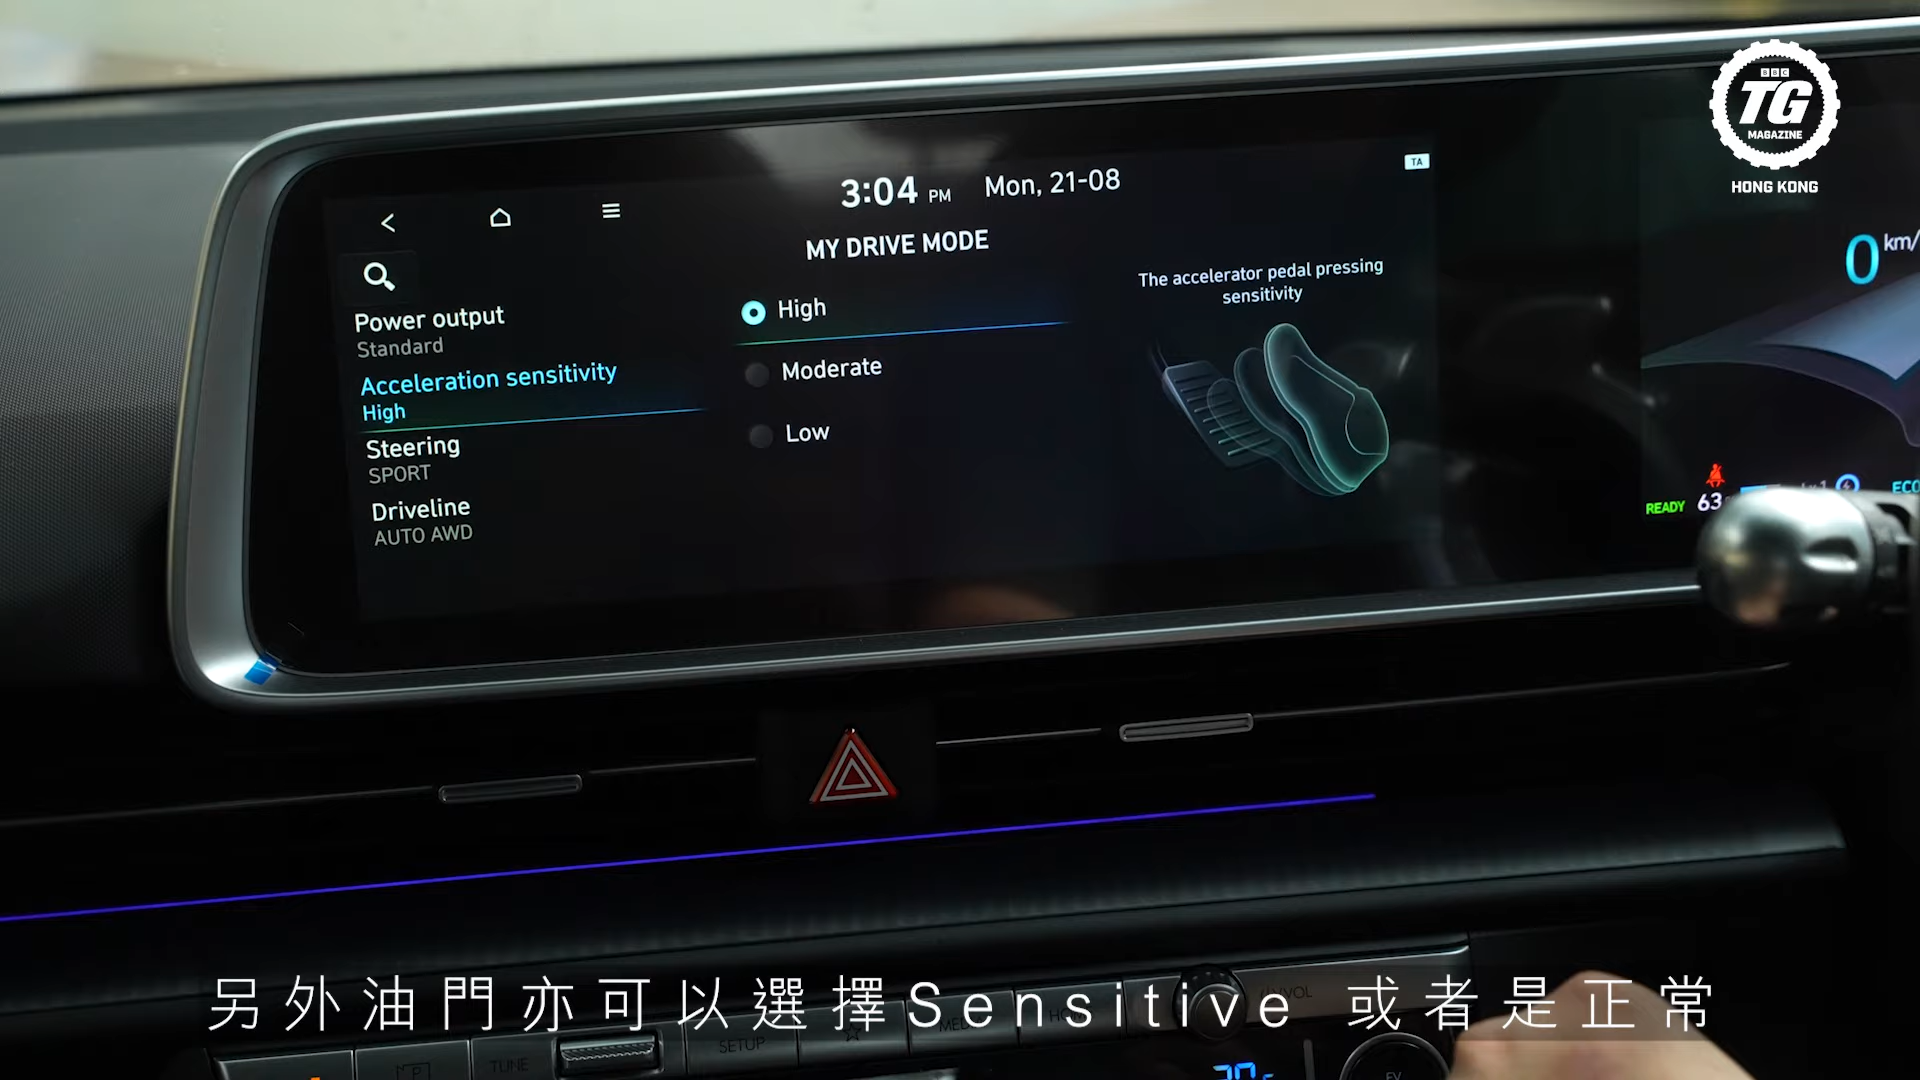 BBC
TG
MAGAZINE
HONG KONG
3:04 PM Mon, 21-08
TA
MY DRIVE MODE
Power output
Standard
Acceleration sensitivity
High
Steering
SPORT
Driveline
AUTO AWD
High
Moderate
Low
The accelerator pedal pressing
sensitivity
0 km/
READY 63
ECO
另外油門亦可以選擇Sensitive 或者是正常
VOL
TUNE
SETUP